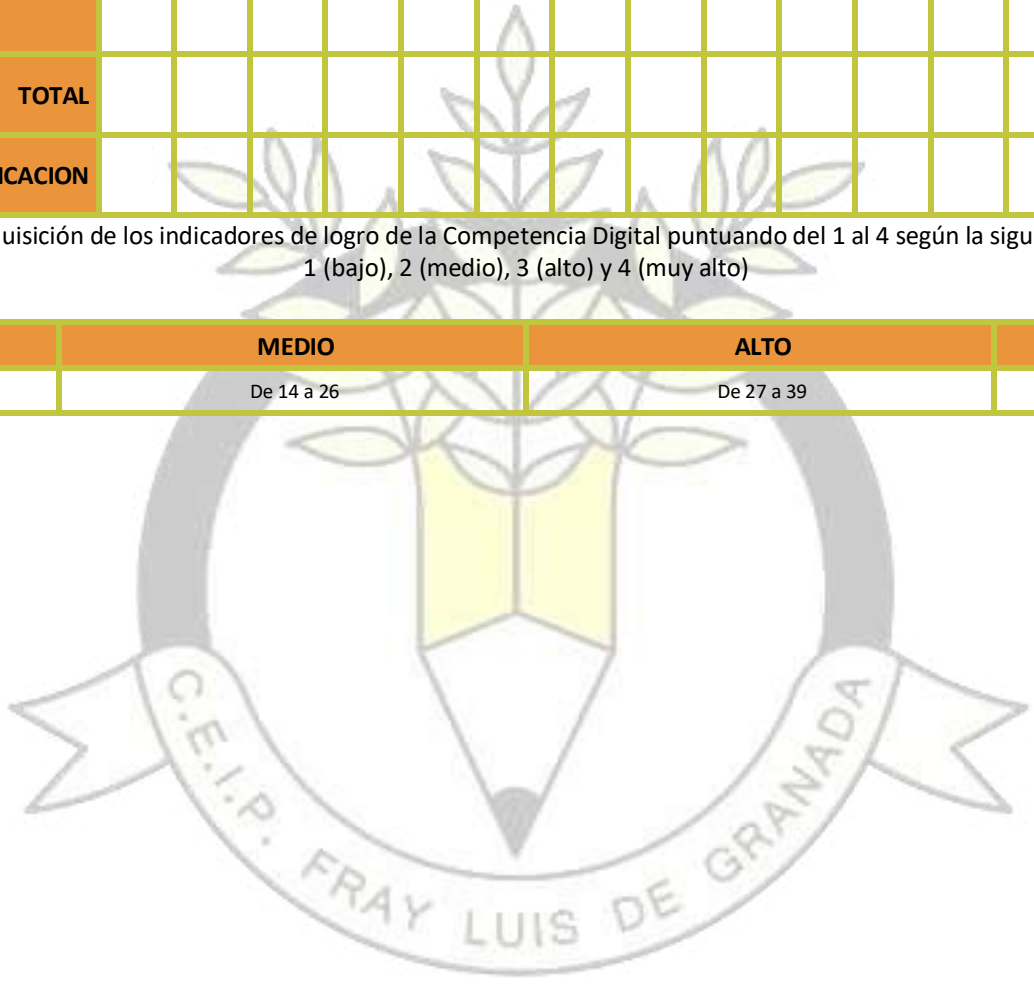 TOTAL
ICACION
uisición de los indicadores de logro de la Competencia Digital puntuando del 1 al 4 según la sigu
1 (bajo), 2 (medio), 3 (alto) y 4 (muy alto)
MEDIO ALTO
De 14 a 26 De 27 a 39
C.E.I.P. FRAY LUIS DE GRANADA